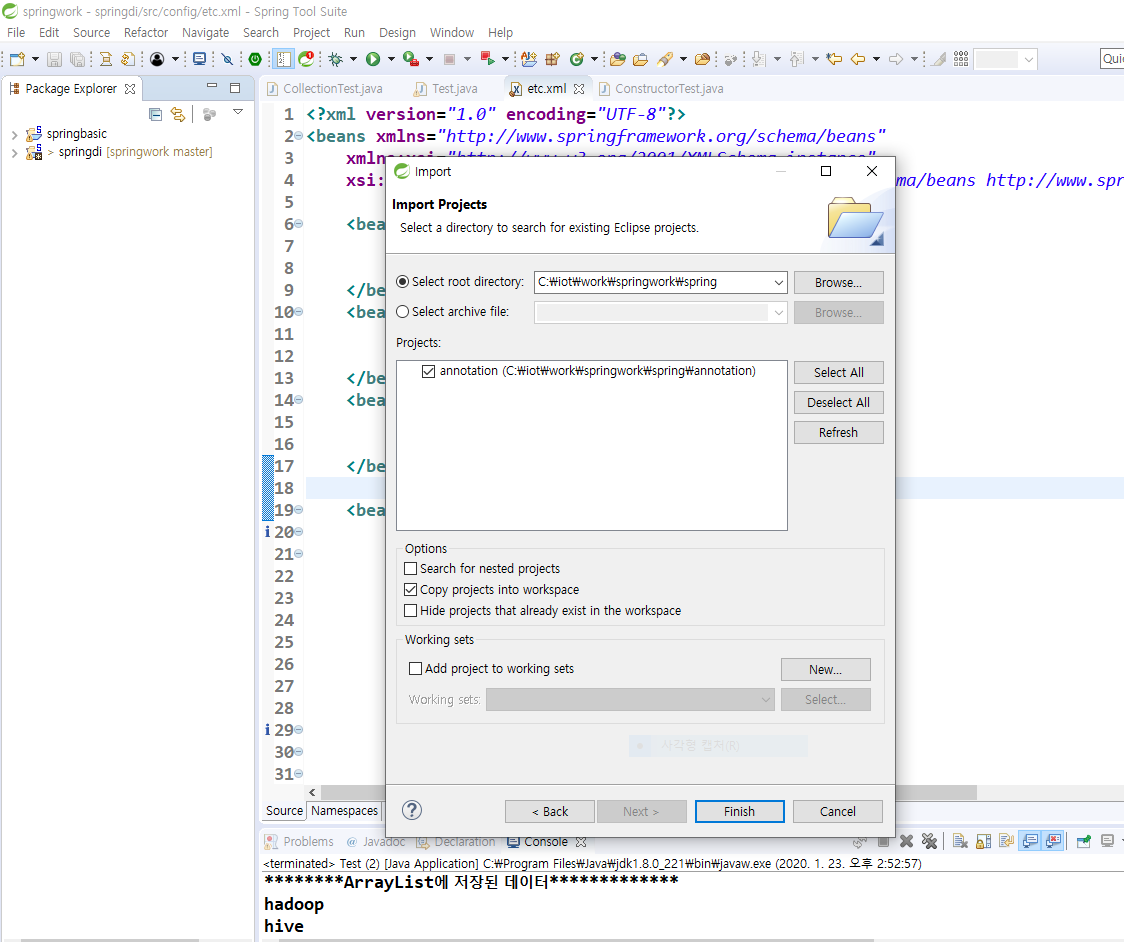 springwork - springdi/src/config/etc.xml - Spring Tool Suite
File Edit Source Refactor Navigate Search Project Run Design Window Help
Package Explorer
CollectionTest.java Test.java etc.xml ConstructorTest.java
springbasic
> springdi [springwork master]
1 <?xml version="1.0" encoding="UTF-8"?>
2 <beans xmlns="http://www.springframework.org/schema/beans"
3
4 xsi: ma/beans http://www.spr
5
6 <bea
7
8
9 </be
10 <bea
11
12
13 </be
14 <bea
15
16
17 </be
18
19 <bea
20
21
22
23
24
25
26
27
28
29
30
31
Import
Import Projects
Select a directory to search for existing Eclipse projects.
Select root directory: C:₩iot₩work₩springwork₩spring Browse...
Select archive file: Browse...
Projects:
annotation (C:₩iot₩work₩springwork₩spring₩annotation)
Select All
Deselect All
Refresh
Options
Search for nested projects
Copy projects into workspace
Hide projects that already exist in the workspace
Working sets
Add project to working sets New...
Working sets: Select...
사각형 캡처(R)
? < Back Next > Finish Cancel
Source Namespaces
Problems @ Javadoc Declaration Console
<terminated> Test (2) [Java Application] C:₩Program Files₩Java₩jdk1.8.0_221₩bin₩javaw.exe (2020. 1. 23. 오후 2:52:57)
********ArrayList에 저장된 데이터*************
hadoop
hive